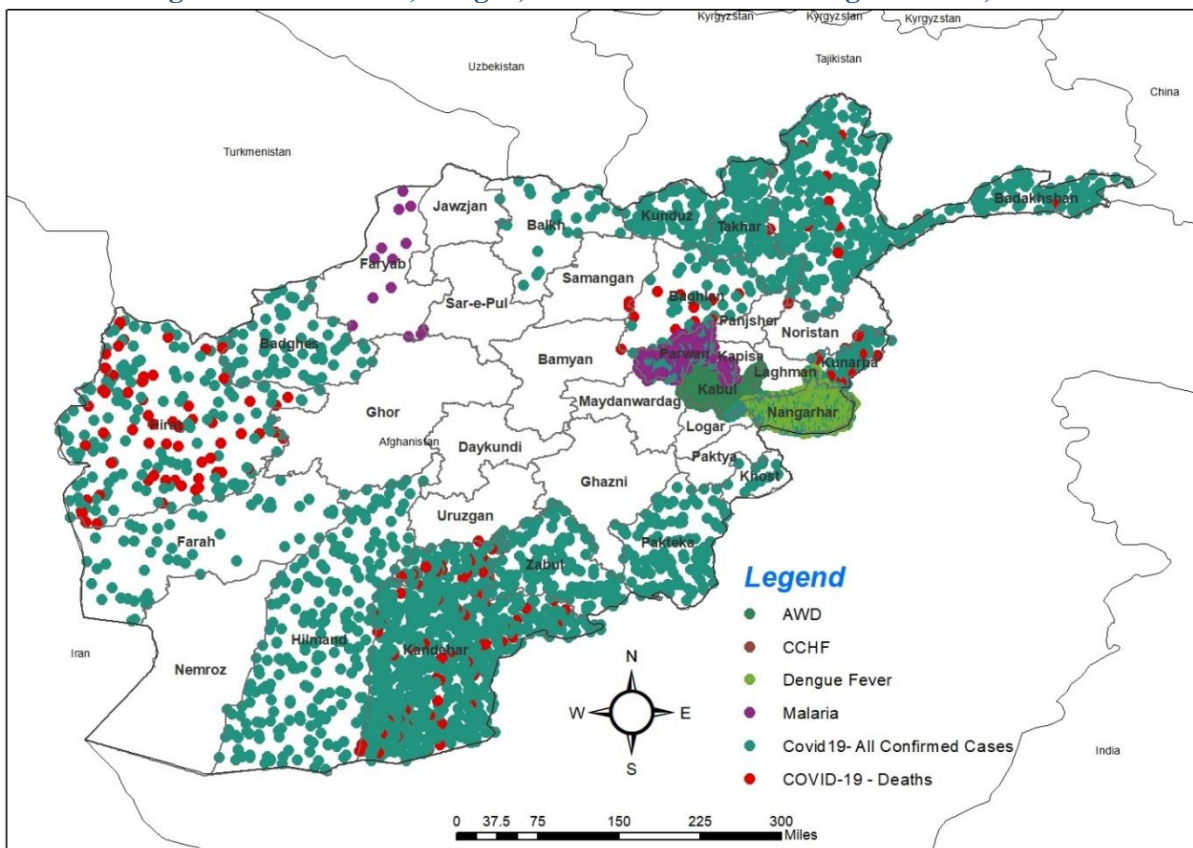 Kyrgyzstan
Kyrgyzstan
Kyrgyzstan
Uzbekistan
Tajikistan
China
Turkmenistan
Jawzjan
Balkh
Kunduz
Takhar
Badakhshan
Faryab
Samangan
Sar-e-Pul
Baghlan
Panjsher
Noristan
Badghes
Bamyan
Parwan
Kapisa
Laghman
Kunarha
Kabul
Maydanwardag
Nangarhar
Hirat
Ghor
Logar
Afghanistan
Daykundi
Paktya
Ghazni
Khost
Uruzgan
Farah
Zabul
Pakteka
Iran
Nemroz
Hilmand
Kandahar
India
Legend
AWD
CCHF
Dengue Fever
Malaria
Covid19- All Confirmed Cases
COVID-19 - Deaths
N
W
E
S
0 37.5 75 150 225 300
Miles